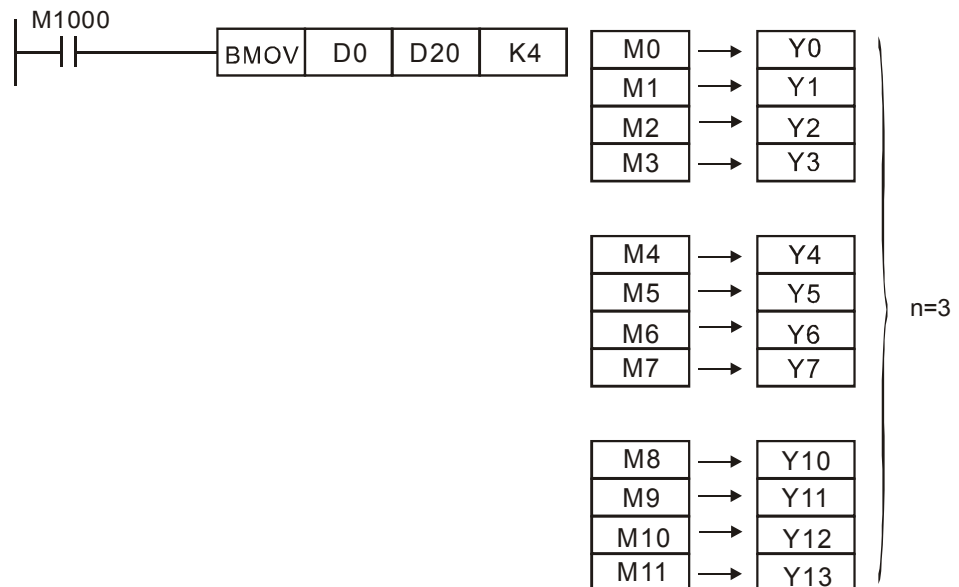 M1000
BMOV D0 D20 K4
M0 Y0
M1 Y1
M2 Y2
M3 Y3
M4 Y4
M5 Y5
M6 Y6
M7 Y7
n=3
M8 Y10
M9 Y11
M10 Y12
M11 Y13